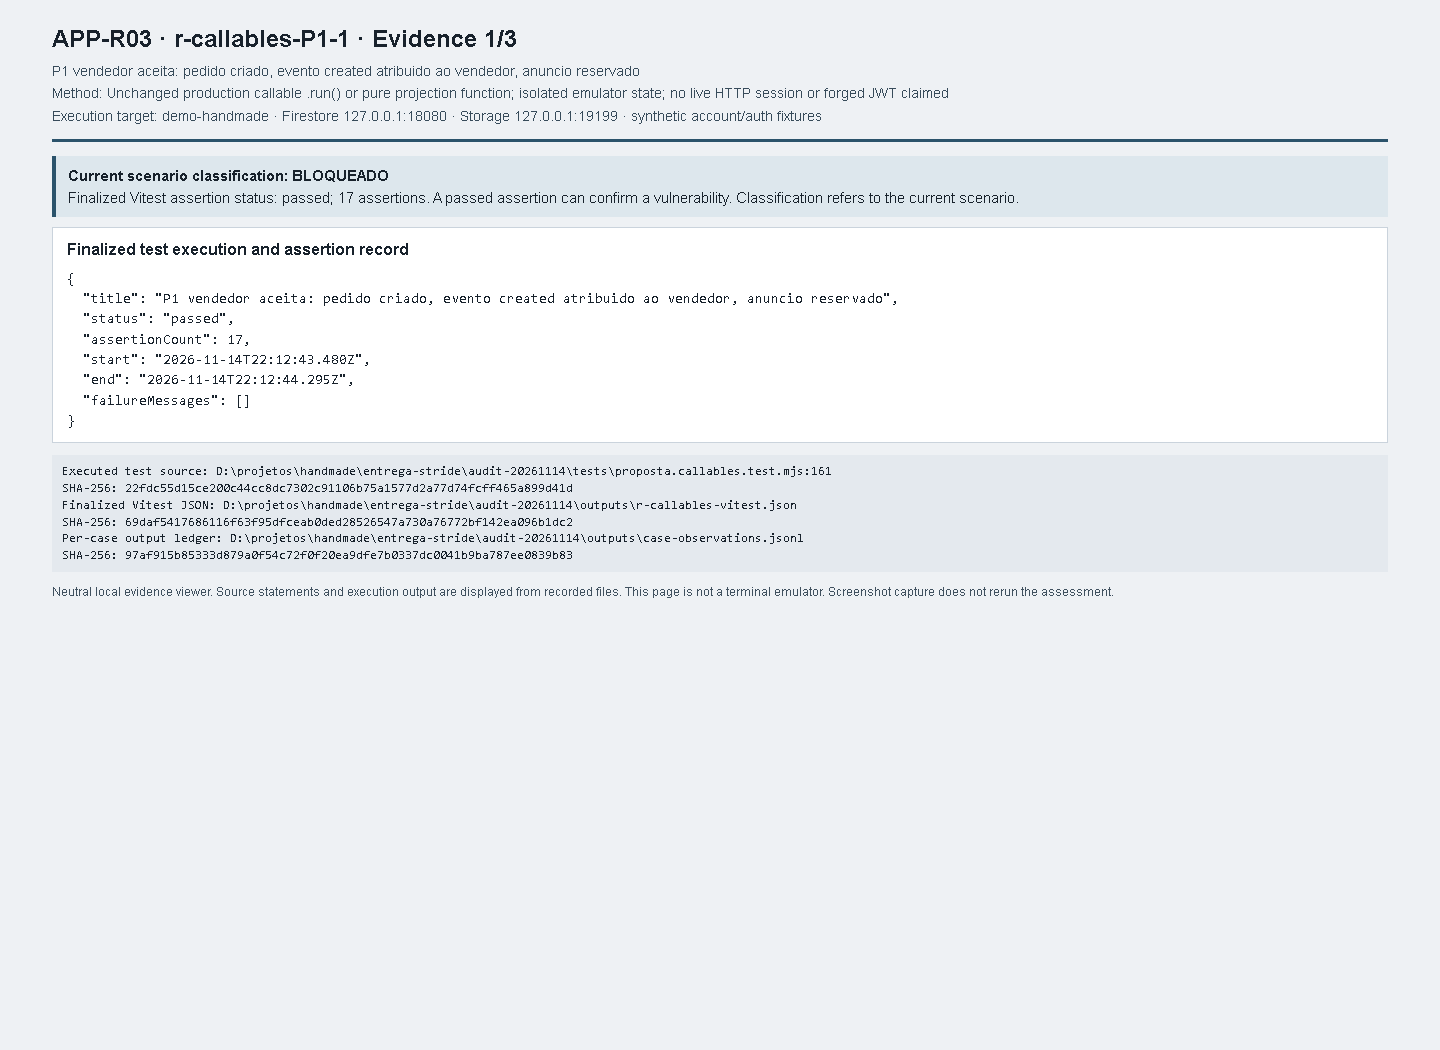 APP-R03 · r-callables-P1-1 · Evidence 1/3
P1 vendedor aceita: pedido criado, evento created atribuido ao vendedor, anuncio reservado
Method: Unchanged production callable .run() or pure projection function; isolated emulator state; no live HTTP session or forged JWT claimed
Execution target: demo-handmade · Firestore 127.0.0.1:18080 · Storage 127.0.0.1:19199 · synthetic account/auth fixtures
Current scenario classification: BLOQUEADO
Finalized Vitest assertion status: passed; 17 assertions. A passed assertion can confirm a vulnerability. Classification refers to the current scenario.
Finalized test execution and assertion record
{
  "title": "P1 vendedor aceita: pedido criado, evento created atribuido ao vendedor, anuncio reservado",
  "status": "passed",
  "assertionCount": 17,
  "start": "2026-11-14T22:12:43.480Z",
  "end": "2026-11-14T22:12:44.295Z",
  "failureMessages": []
}
Executed test source: D:\projetos\handmade\entrega-stride\audit-20261114\tests\proposta.callables.test.mjs:161
SHA-256: 22fdc55d15ce200c44cc8dc7302c91106b75a1577d2a77d74fcff465a899d41d
Finalized Vitest JSON: D:\projetos\handmade\entrega-stride\audit-20261114\outputs\r-callables-vitest.json
SHA-256: 69daf5417686116f63f95dfceab0ded28526547a730a76772bf142ea096b1dc2
Per-case output ledger: D:\projetos\handmade\entrega-stride\audit-20261114\outputs\case-observations.jsonl
SHA-256: 97af915b85333d879a0f54c72f0f20ea9dfe7b0337dc0041b9ba787ee0839b83
Neutral local evidence viewer. Source statements and execution output are displayed from recorded files. This page is not a terminal emulator. Screenshot capture does not rerun the assessment.